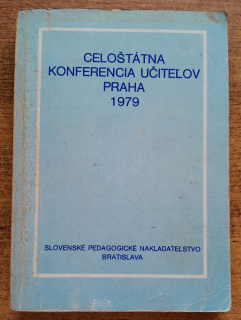 CELOŠTÁTNA
KONFERENCIA UČITEĽOV
PRAHA
1979
SLOVENSKÉ PEDAGOGICKÉ NAKLADATEĽSTVO
BRATISLAVA